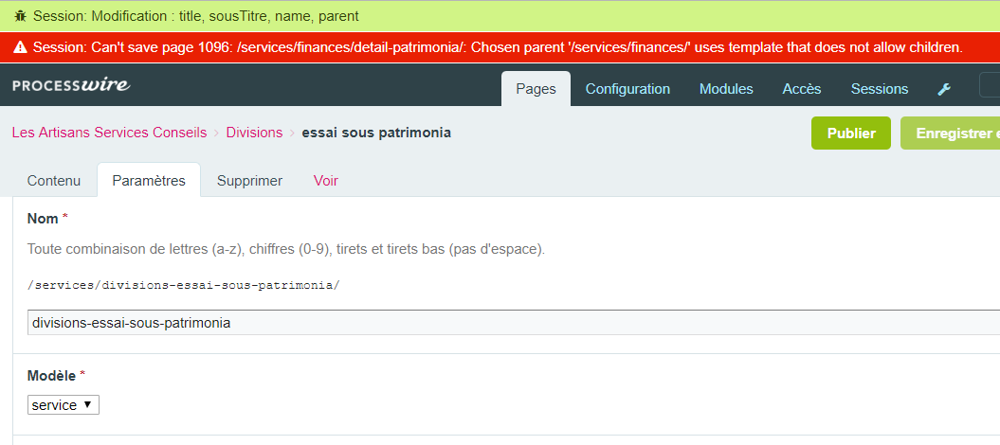 Session: Modification : title, sousTitre, name, parent
Session: Can't save page 1096: /services/finances/detail-patrimonia/: Chosen parent '/services/finances/' uses template that does not allow children.
PROCESSwire Pages Configuration Modules Accès Sessions
Les Artisans Services Conseils > Divisions > essai sous patrimonia Publier Enregistrer e
Contenu Paramètres Supprimer Voir
Nom *
Toute combinaison de lettres (a-z), chiffres (0-9), tirets et tirets bas (pas d'espace).
/services/divisions-essai-sous-patrimonia/
divisions-essai-sous-patrimonia
Modèle *
service